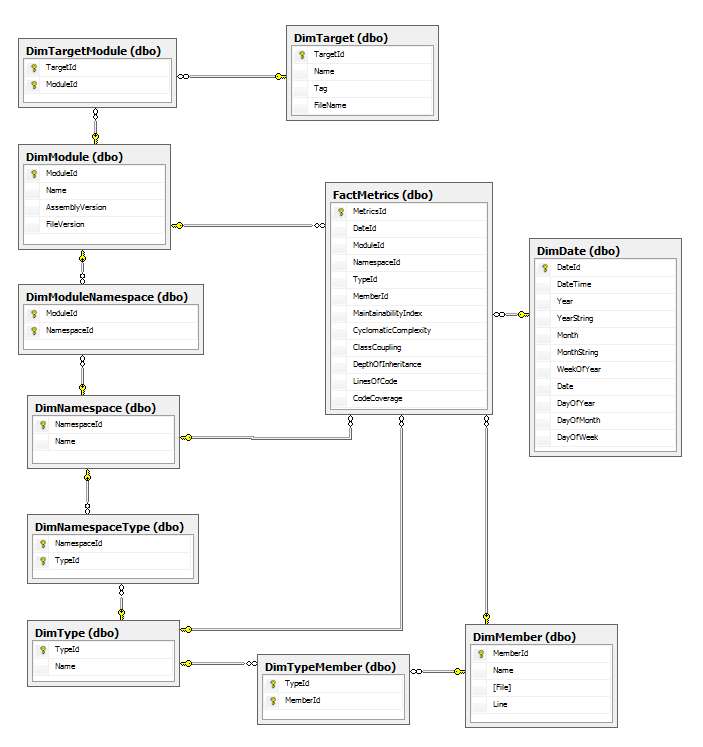 DimTargetModule (dbo)
TargetId
ModuleId
DimTarget (dbo)
TargetId
Name
Tag
FileName
DimModule (dbo)
ModuleId
Name
AssemblyVersion
FileVersion
FactMetrics (dbo)
MetricsId
DateId
ModuleId
NamespaceId
TypeId
MemberId
MaintainabilityIndex
CyclomaticComplexity
ClassCoupling
DepthOfInheritance
LinesOfCode
CodeCoverage
DimDate (dbo)
DateId
DateTime
Year
YearString
Month
MonthString
WeekOfYear
Date
DayOfYear
DayOfMonth
DayOfWeek
DimModuleNamespace (dbo)
ModuleId
NamespaceId
DimNamespace (dbo)
NamespaceId
Name
DimNamespaceType (dbo)
NamespaceId
TypeId
DimType (dbo)
TypeId
Name
DimTypeMember (dbo)
TypeId
MemberId
DimMember (dbo)
MemberId
Name
[File]
Line